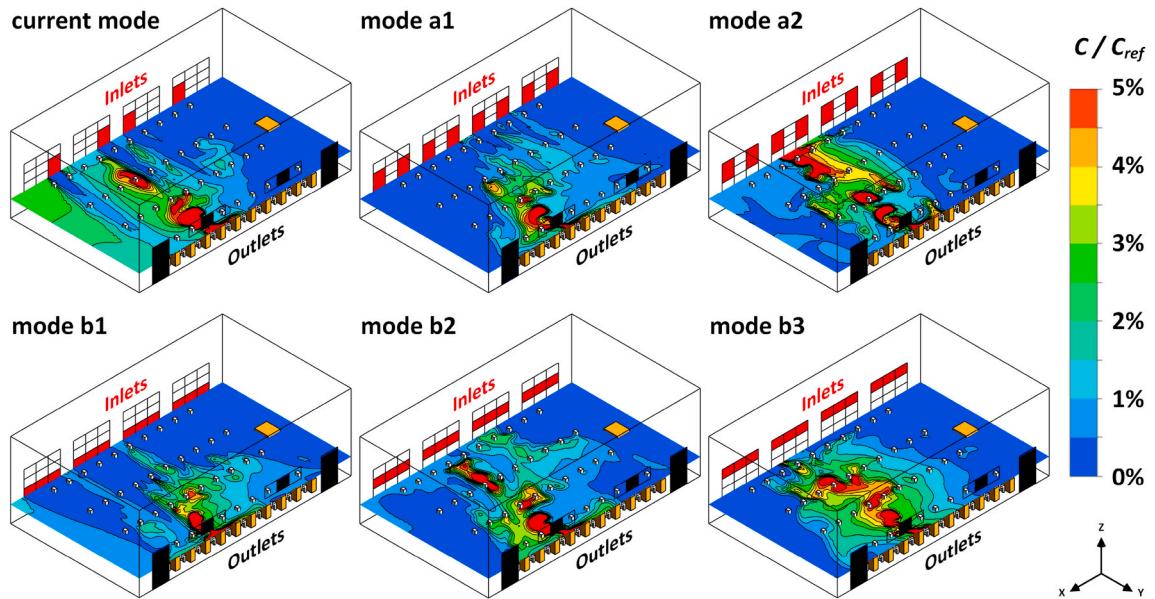 current mode
mode a1
mode a2
C / Cref
Inlets
Inlets
Inlets
5%
4%
3%
2%
1%
0%
Outlets
Outlets
Outlets
mode b1
mode b2
mode b3
Inlets
Inlets
Inlets
Outlets
Outlets
Outlets
Z
X
Y